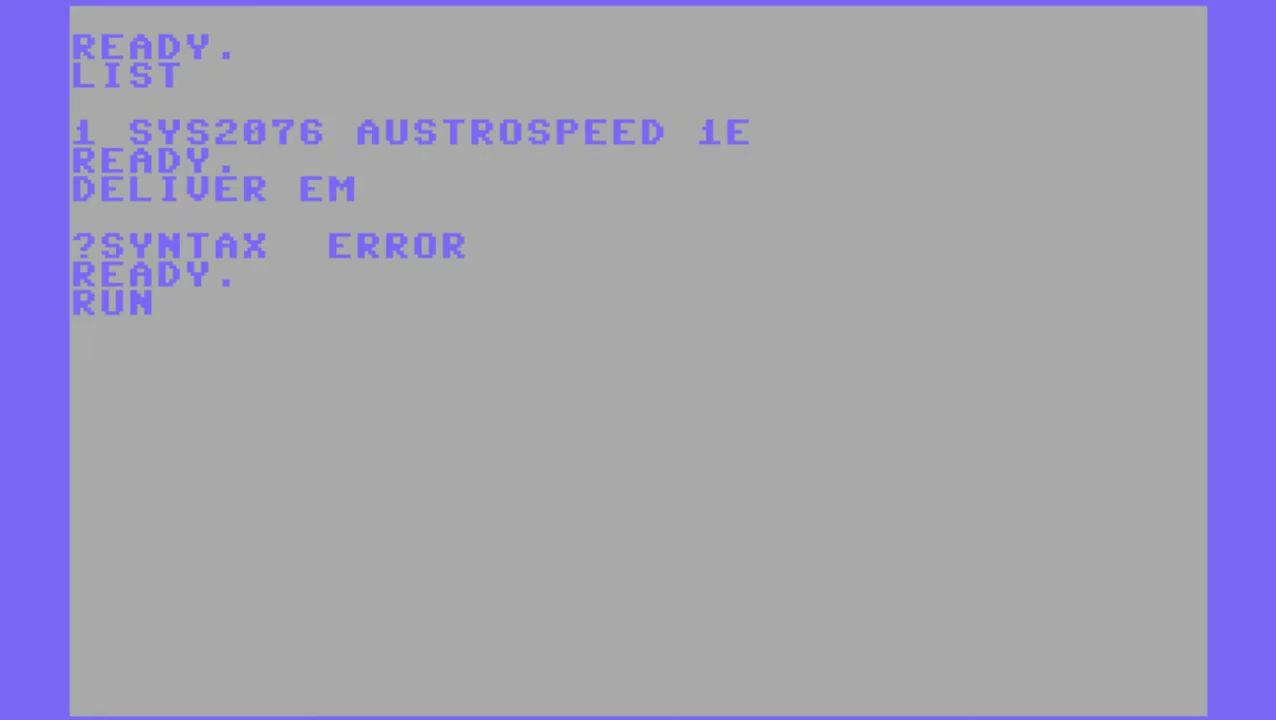 READY.
LIST
1 SYS2076 AUSTROSPEED 1E
READY.
DELIVER EM
?SYNTAX  ERROR
READY.
RUN